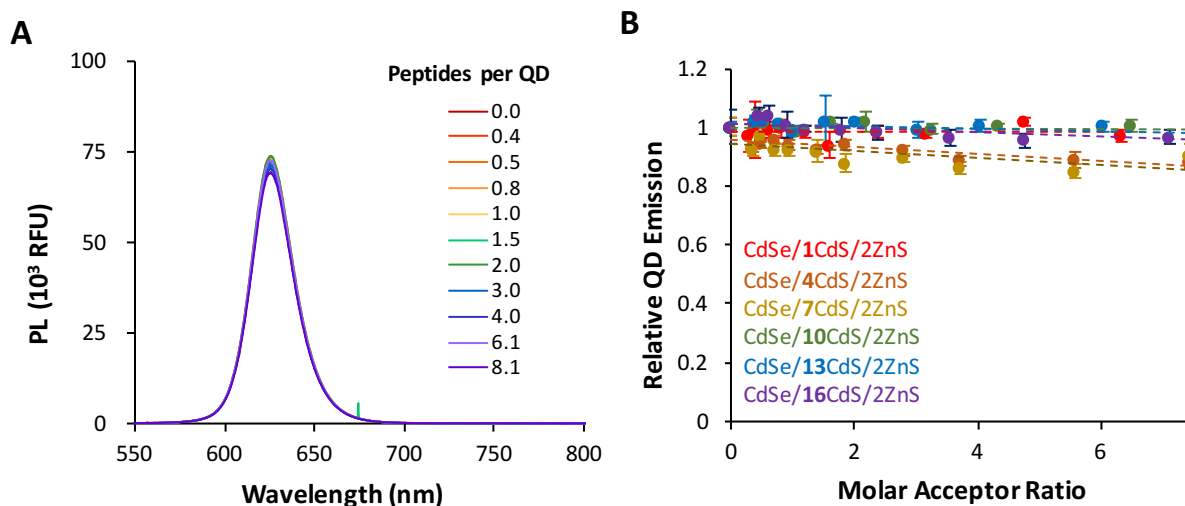 A
100
75
50
25
0
PL (10³ RFU)
550
600
650
700
750
800
Wavelength (nm)
Peptides per QD
0.0
0.4
0.5
0.8
1.0
1.5
2.0
3.0
4.0
6.1
8.1
B
1.2
1
0.8
0.6
0.4
0.2
0
Relative QD Emission
CdSe/1CdS/2ZnS
CdSe/4CdS/2ZnS
CdSe/7CdS/2ZnS
CdSe/10CdS/2ZnS
CdSe/13CdS/2ZnS
CdSe/16CdS/2ZnS
0
2
4
6
Molar Acceptor Ratio